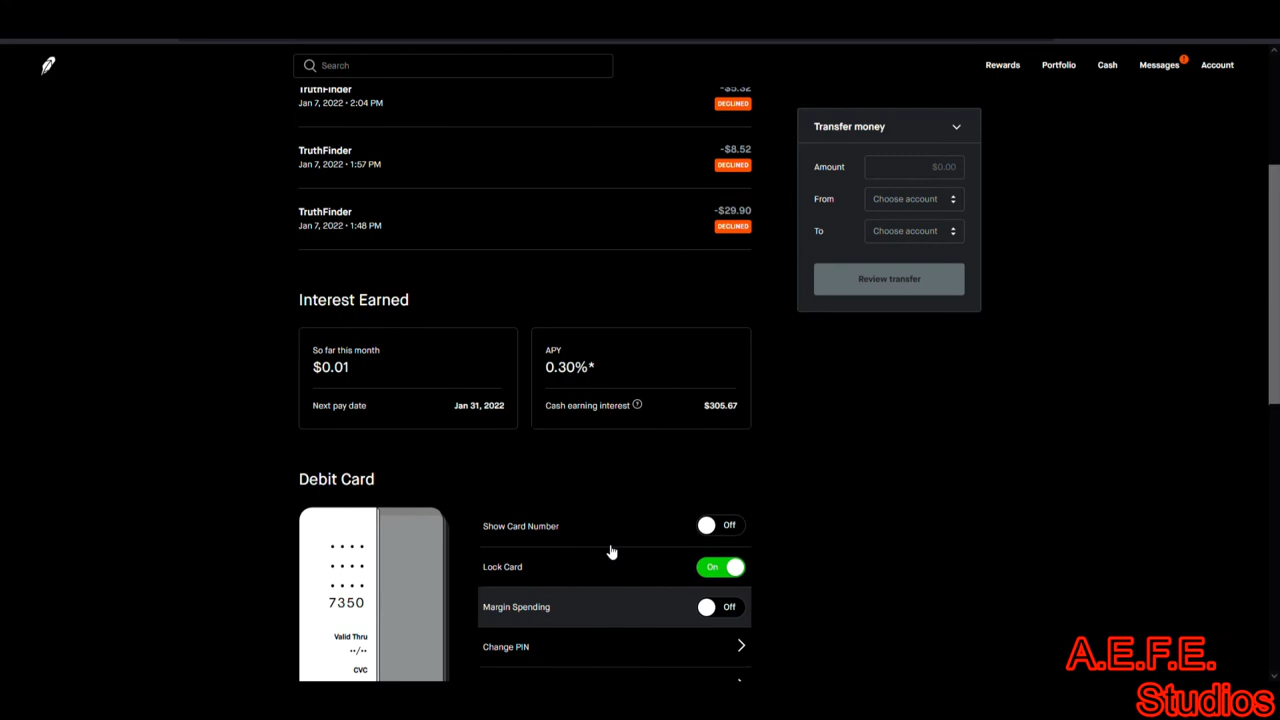 Search
Rewards
Portfolio
Cash
Messages
Account
TruthFinder
-$5.32
Jan 7, 2022 • 2:04 PM
DECLINED
TruthFinder
-$8.52
Jan 7, 2022 • 1:57 PM
DECLINED
TruthFinder
-$29.90
Jan 7, 2022 • 1:48 PM
DECLINED
Transfer money
Amount
$0.00
From
Choose account
To
Choose account
Review transfer
Interest Earned
So far this month
$0.01
Next pay date
Jan 31, 2022
APY
0.30%*
Cash earning interest
$305.67
Debit Card
7350
Valid Thru
••/••
CVC
Show Card Number
Off
Lock Card
On
Margin Spending
Off
Change PIN
A.E.F.E.
Studios